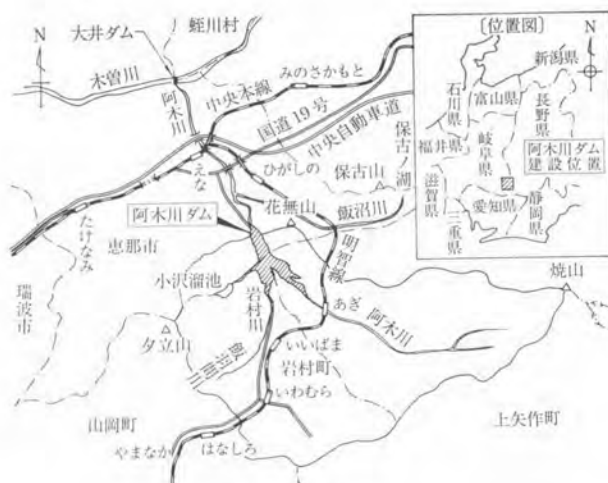 N
大井ダム
蛭川村
木曽川
阿木川
中央本線
みのさかもと
国道19号
中央自動車道
えな
ひがしの
保古ノ湖
保古山
飯沼川
花無山
明智線
阿木川ダム
たけなみ
恵那市
小沢溜池
岩村川
あぎ
阿木川
焼山
瑞波市
夕立山
飯羽間川
いいばま
岩村町
いわむら
上矢作町
山岡町
はなしろ
やまなか
〔位置図〕
N
新潟県
石川県
富山県
長野県
福井県
岐阜県
阿木川ダム
建設位置
滋賀県
愛知県
静岡県
三重県